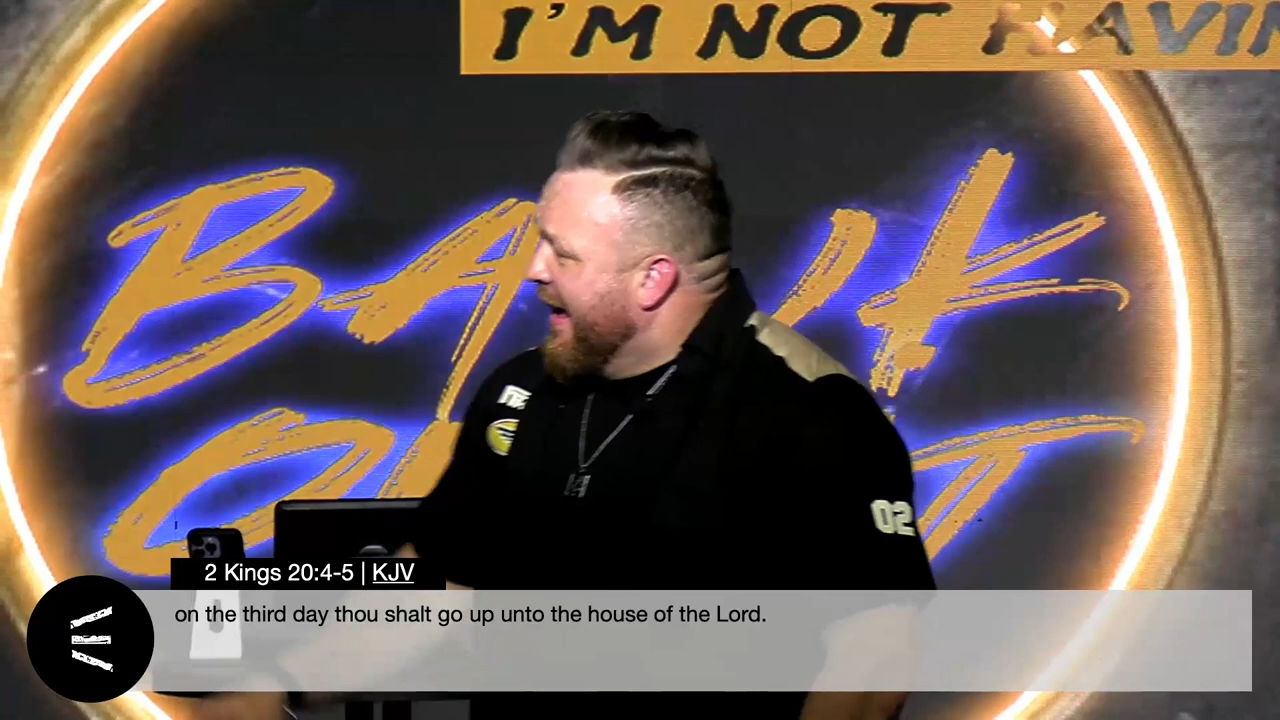 I'M NOT HAVIN
02
2 Kings 20:4-5 | KJV
on the third day thou shalt go up unto the house of the Lord.